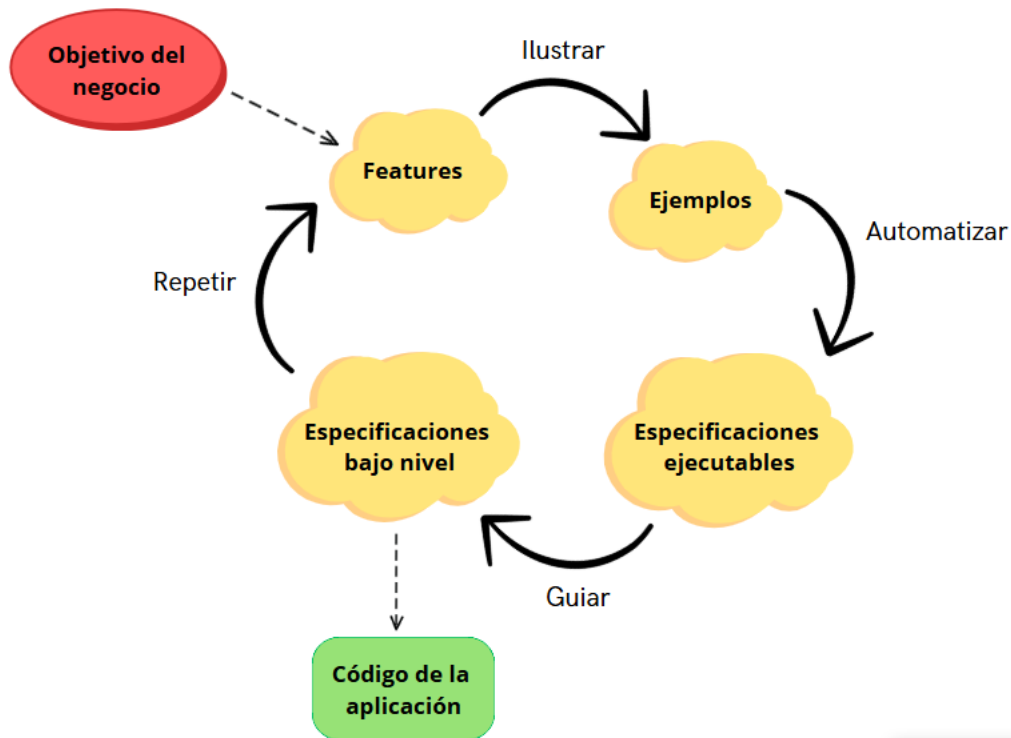 Objetivo del
negocio
Ilustrar
Features
Ejemplos
Automatizar
Repetir
Especificaciones
bajo nivel
Especificaciones
ejecutables
Guiar
Código de la
aplicación